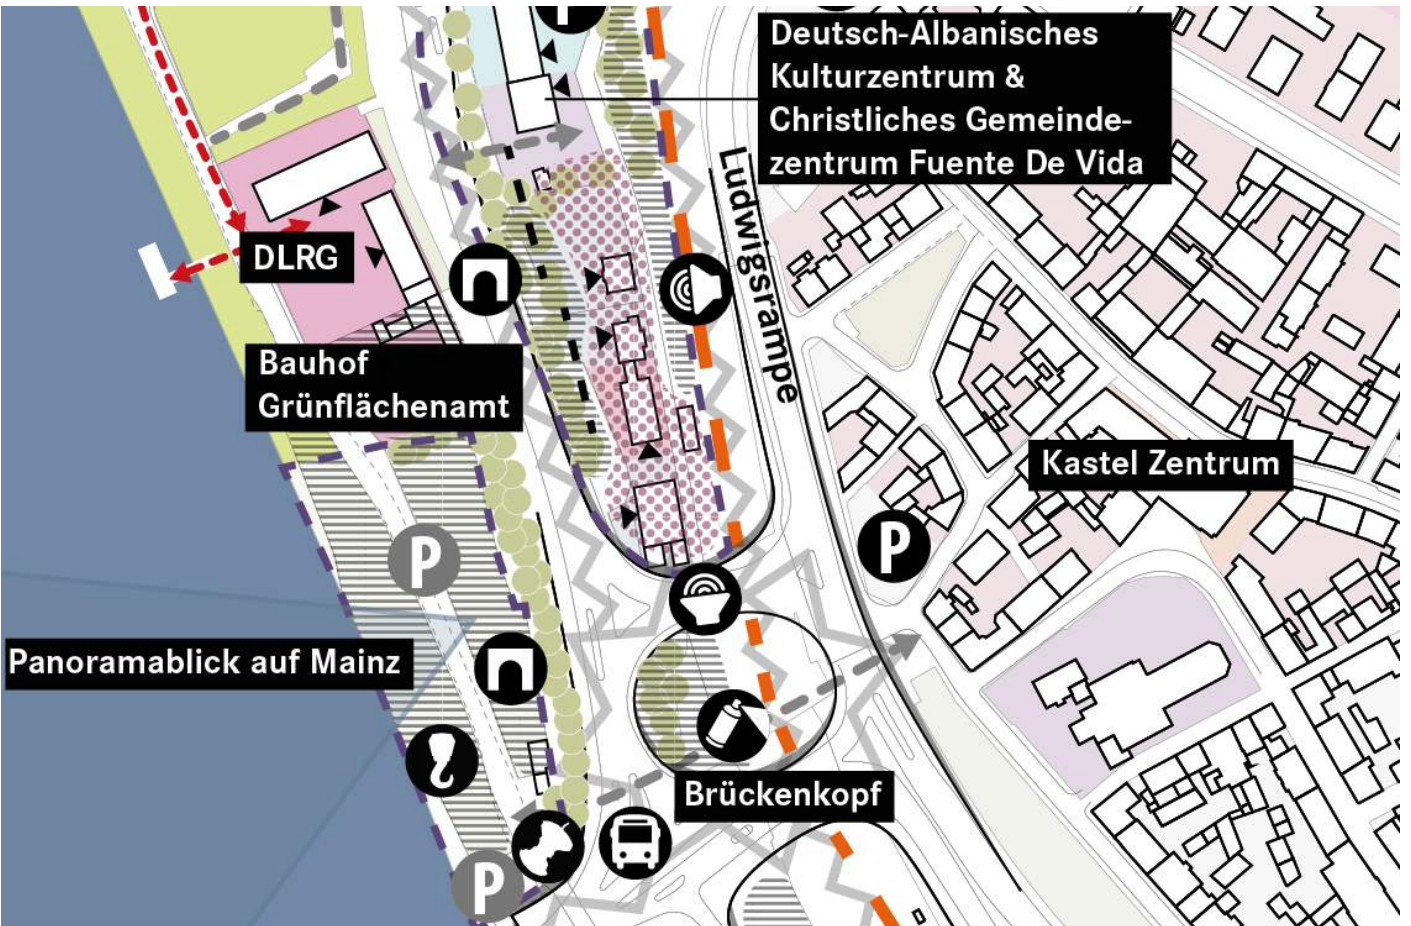 P
Deutsch-Albanisches
Kulturzentrum &
Christliches Gemeinde-
zentrum Fuente De Vida
Ludwigsrampe
DLRG
Bauhof
Grünflächenamt
Kastel Zentrum
P
P
Panoramablick auf Mainz
Brückenkopf
P